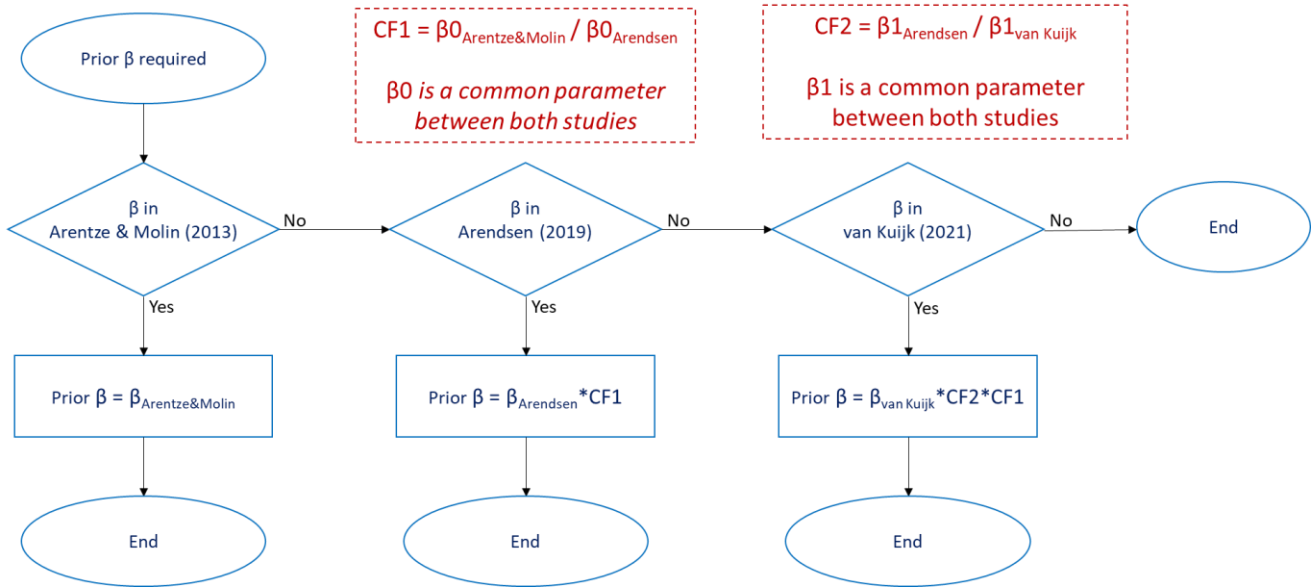 Prior β required
CF1 = β0Arentze&Molin / β0Arendsen
β0 is a common parameter
between both studies
CF2 = β1Arendsen / β1van Kuijk
β1 is a common parameter
between both studies
β in
Arentze & Molin (2013)
No
β in
Arendsen (2019)
No
β in
van Kuijk (2021)
No
End
Yes
Yes
Yes
Prior β = βArentze&Molin
Prior β = βArendsen*CF1
Prior β = βvan Kuijk*CF2*CF1
End
End
End